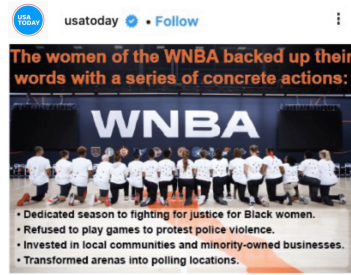 USA
TODAY
usatoday • Follow
The women of the WNBA backed up their
words with a series of concrete actions:
WNBA
• Dedicated season to fighting for justice for Black women.
• Refused to play games to protest police violence.
• Invested in local communities and minority-owned businesses.
• Transformed arenas into polling locations.